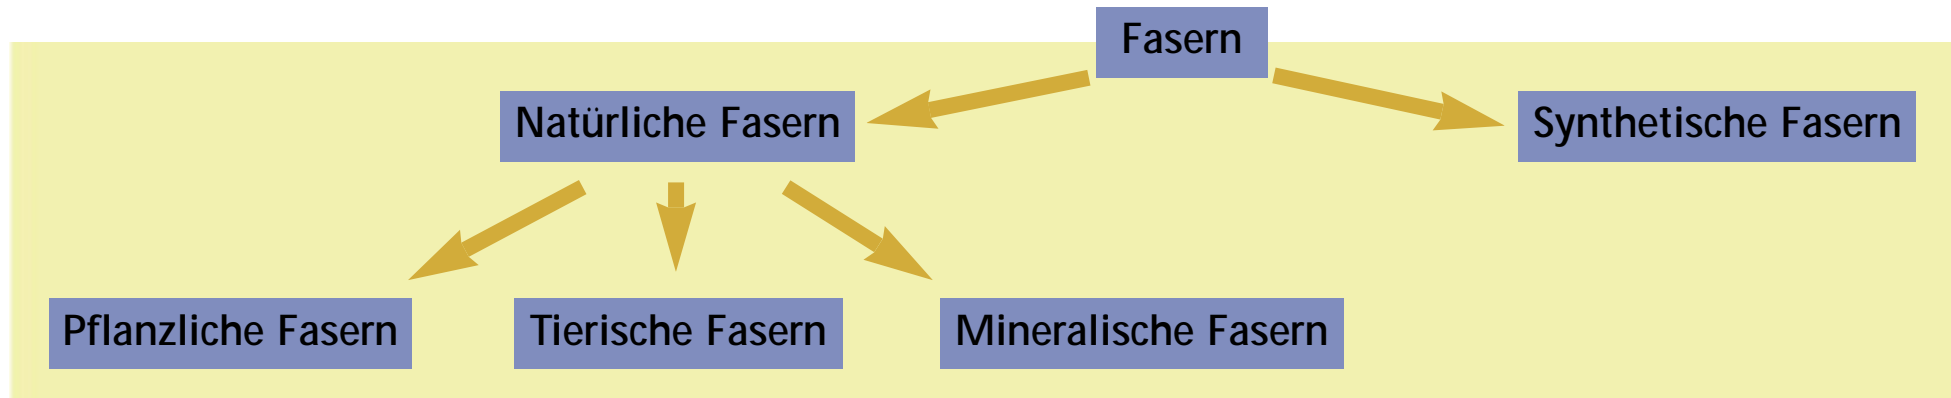 Fasern
Natürliche Fasern
Synthetische Fasern
Pflanzliche Fasern
Tierische Fasern
Mineralische Fasern